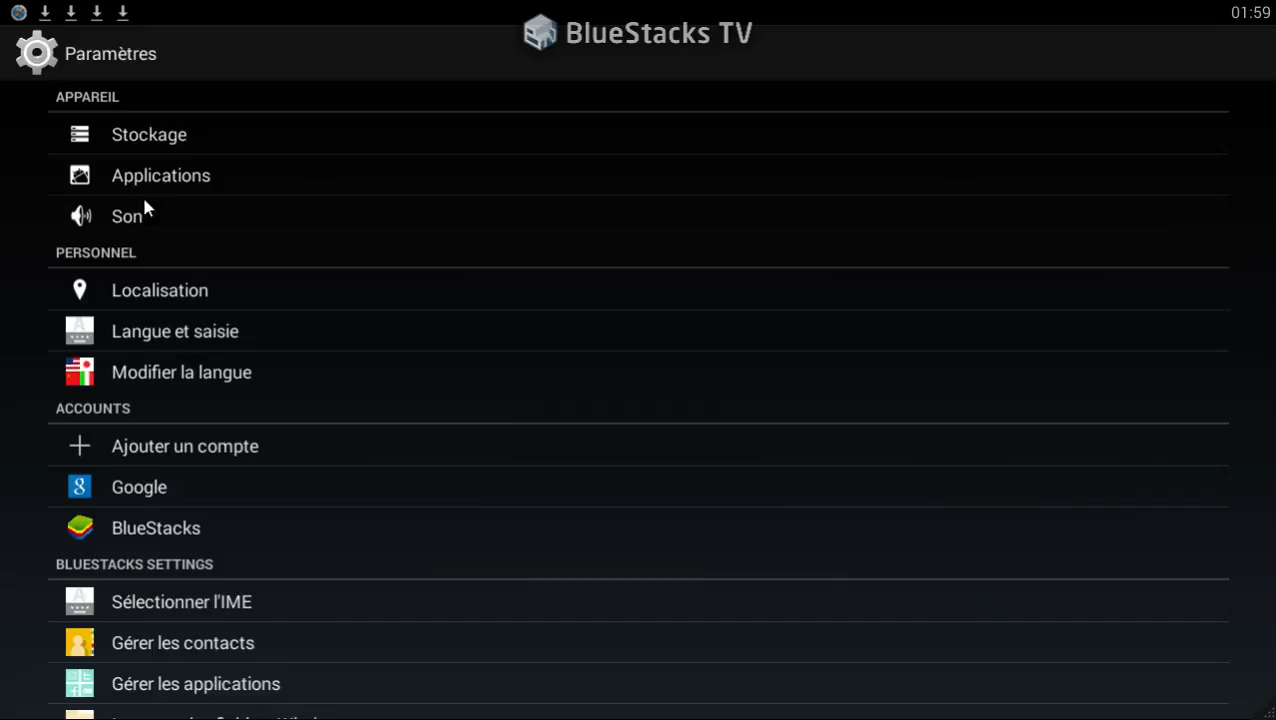 01:59
BlueStacks TV
Paramètres
APPAREIL
Stockage
Applications
Son
PERSONNEL
Localisation
Langue et saisie
Modifier la langue
ACCOUNTS
Ajouter un compte
Google
BlueStacks
BLUESTACKS SETTINGS
Sélectionner l'IME
Gérer les contacts
Gérer les applications